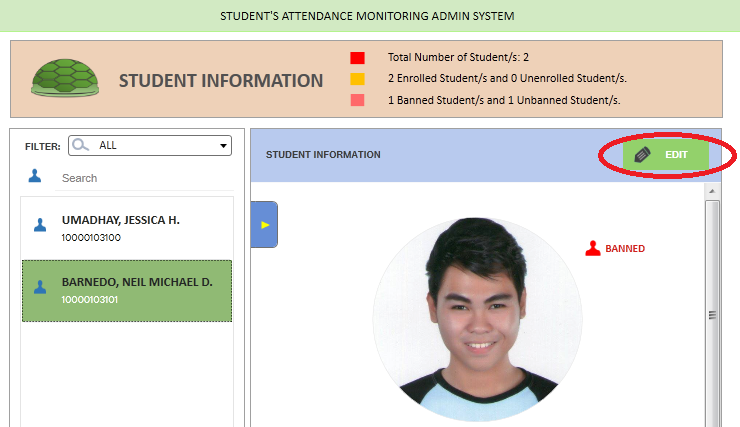 STUDENT'S ATTENDANCE MONITORING ADMIN SYSTEM
STUDENT INFORMATION
Total Number of Student/s: 2
2 Enrolled Student/s and 0 Unenrolled Student/s.
1 Banned Student/s and 1 Unbanned Student/s.
FILTER: ALL
Search
UMADHAY, JESSICA H.
10000103100
BARNEDO, NEIL MICHAEL D.
10000103101
STUDENT INFORMATION
EDIT
BANNED